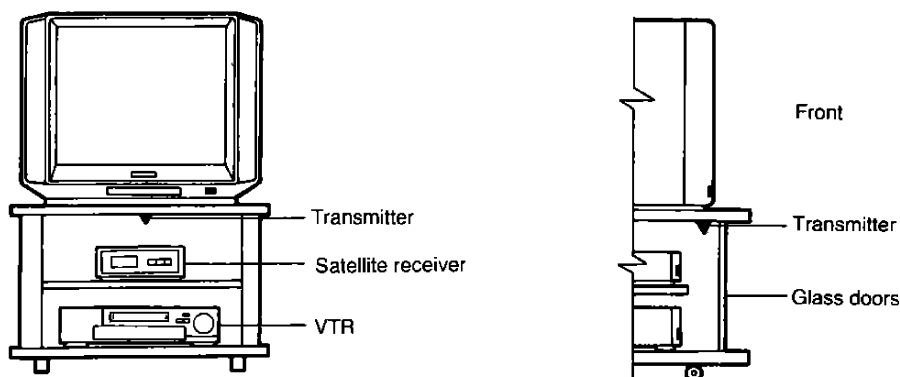 Transmitter
Satellite receiver
VTR
Front
Transmitter
Glass doors